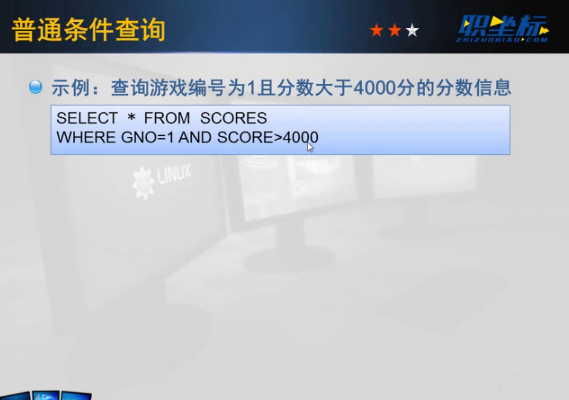 普通条件查询
职坐标
ZHIZUOBIAO.COM
示例：查询游戏编号为1且分数大于4000分的分数信息
SELECT * FROM SCORES
WHERE GNO=1 AND SCORE>4000
LINUX